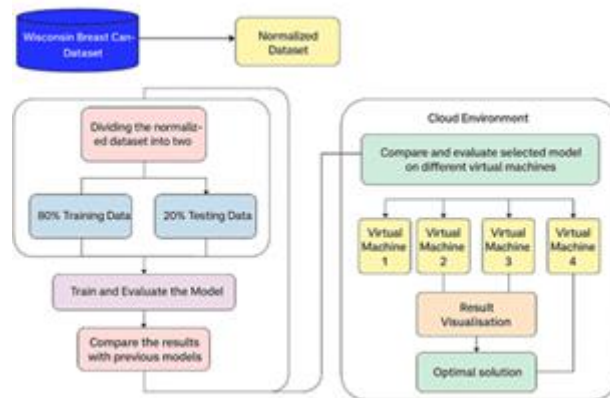 Wisconsin Breast Can-
Dataset
Normalized
Dataset
Dividing the normaliz-
ed dataset into two
80% Training Data
20% Testing Data
Train and Evaluate the Model
Compare the results
with previous models
Cloud Environment
Compare and evaluate selected model
on different virtual machines
Virtual
Machine
1
Virtual
Machine
2
Virtual
Machine
3
Virtual
Machine
4
Result
Visualisation
Optimal solution